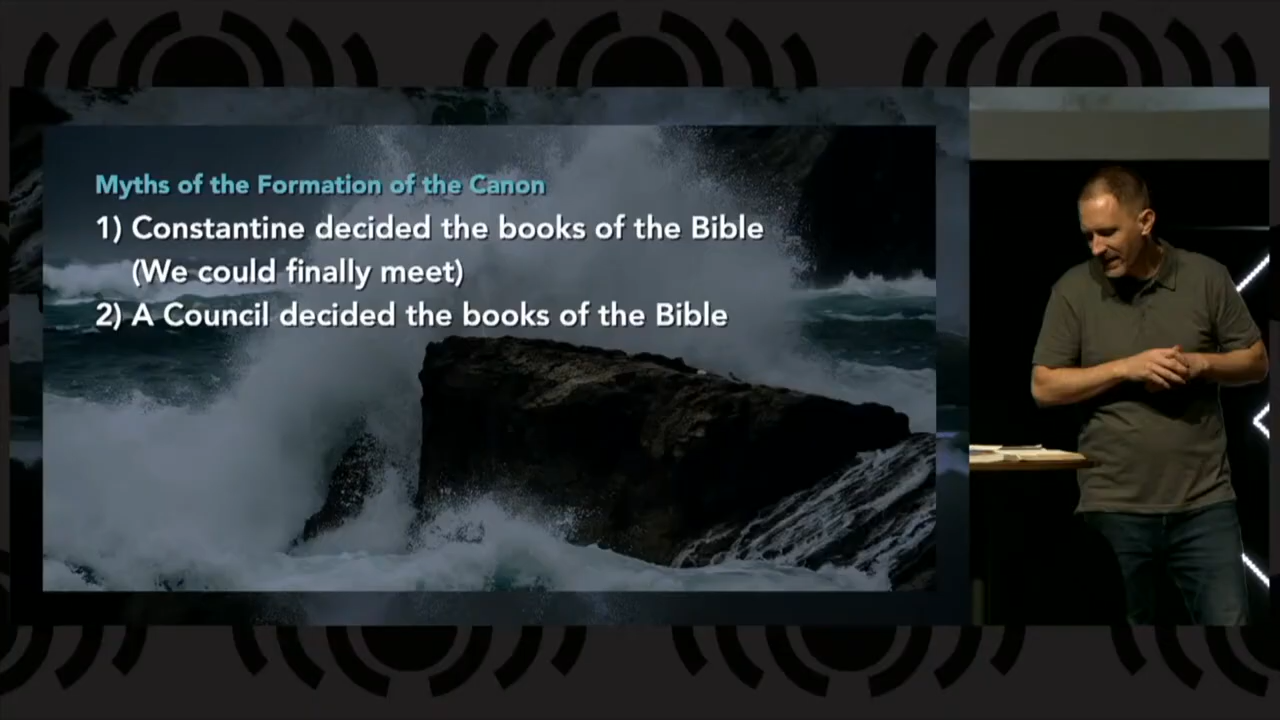 Myths of the Formation of the Canon
1) Constantine decided the books of the Bible
(We could finally meet)
2) A Council decided the books of the Bible